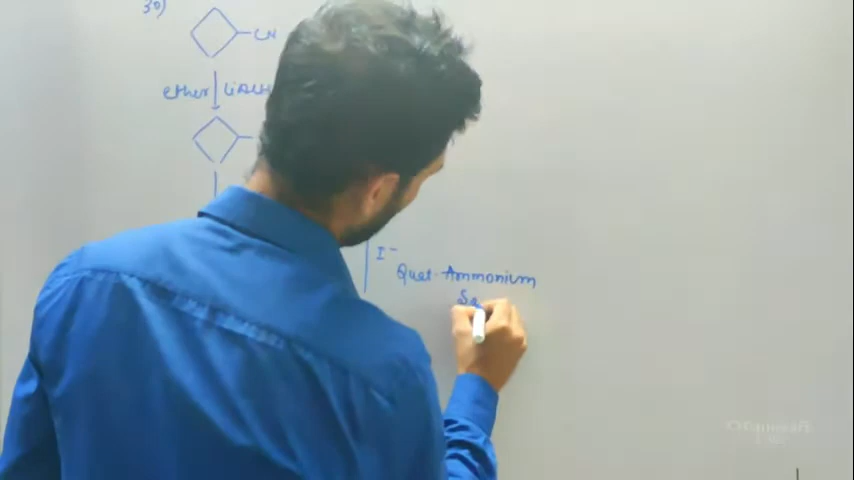 30)
CN
ether LiAlH
I⁻
Quat-Ammonium
Sa